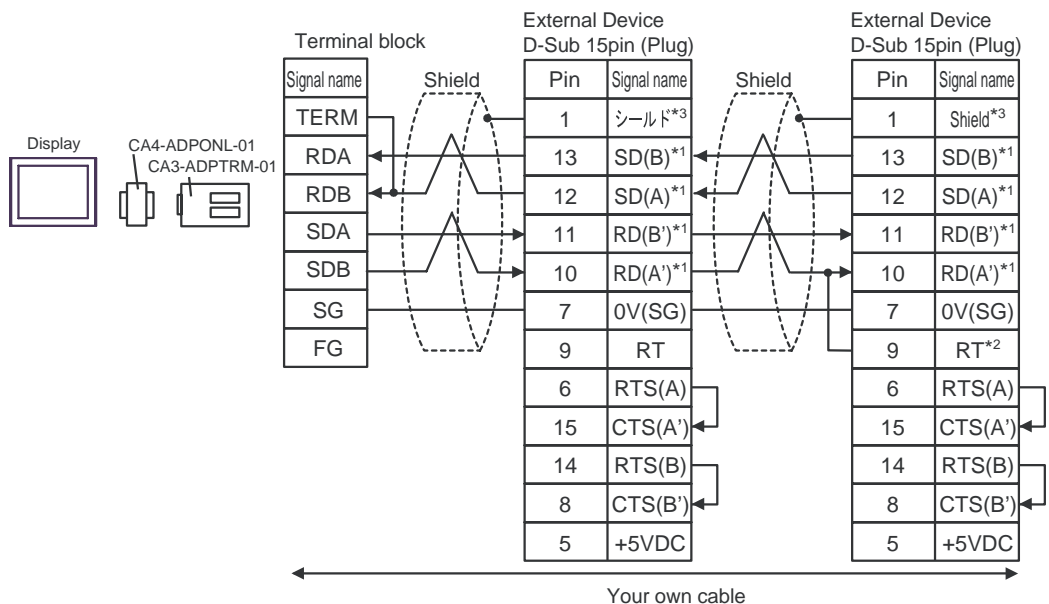 Display
CA4-ADPONL-01
CA3-ADPTRM-01
Terminal block
Signal name
TERM
RDA
RDB
SDA
SDB
SG
FG
Shield
External Device
D-Sub 15pin (Plug)
Pin Signal name
1 シールド*3
13 SD(B)*1
12 SD(A)*1
11 RD(B')*1
10 RD(A')*1
7 0V(SG)
9 RT
6 RTS(A)
15 CTS(A')
14 RTS(B)
8 CTS(B')
5 +5VDC
Shield
External Device
D-Sub 15pin (Plug)
Pin Signal name
1 Shield*3
13 SD(B)*1
12 SD(A)*1
11 RD(B')*1
10 RD(A')*1
7 0V(SG)
9 RT*2
6 RTS(A)
15 CTS(A')
14 RTS(B)
8 CTS(B')
5 +5VDC
Your own cable